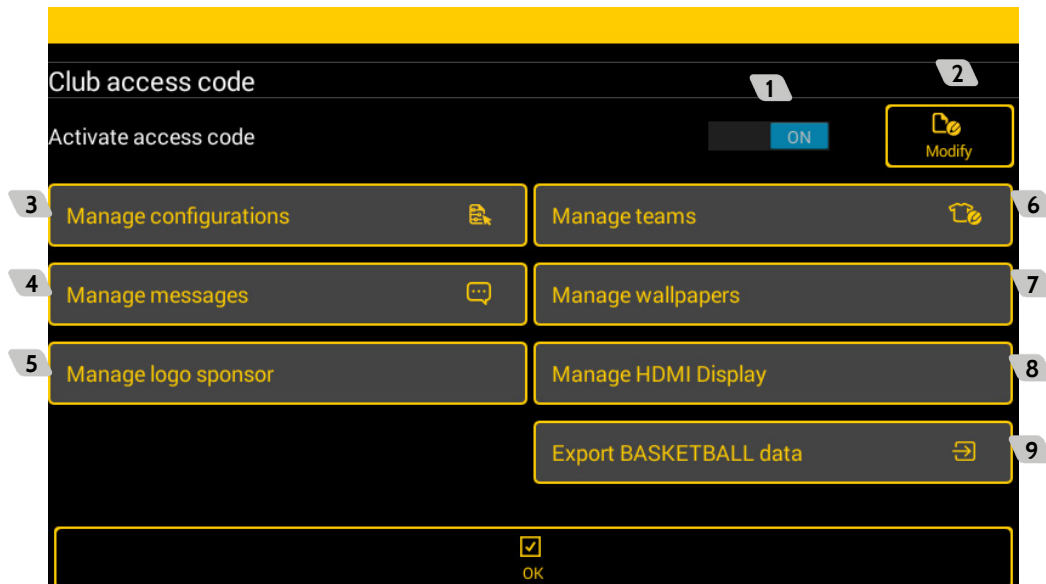 2
Club access code
1
Activate access code
ON
Modify
3
Manage configurations
Manage teams
6
4
Manage messages
Manage wallpapers
7
5
Manage logo sponsor
Manage HDMI Display
8
Export BASKETBALL data
9
OK